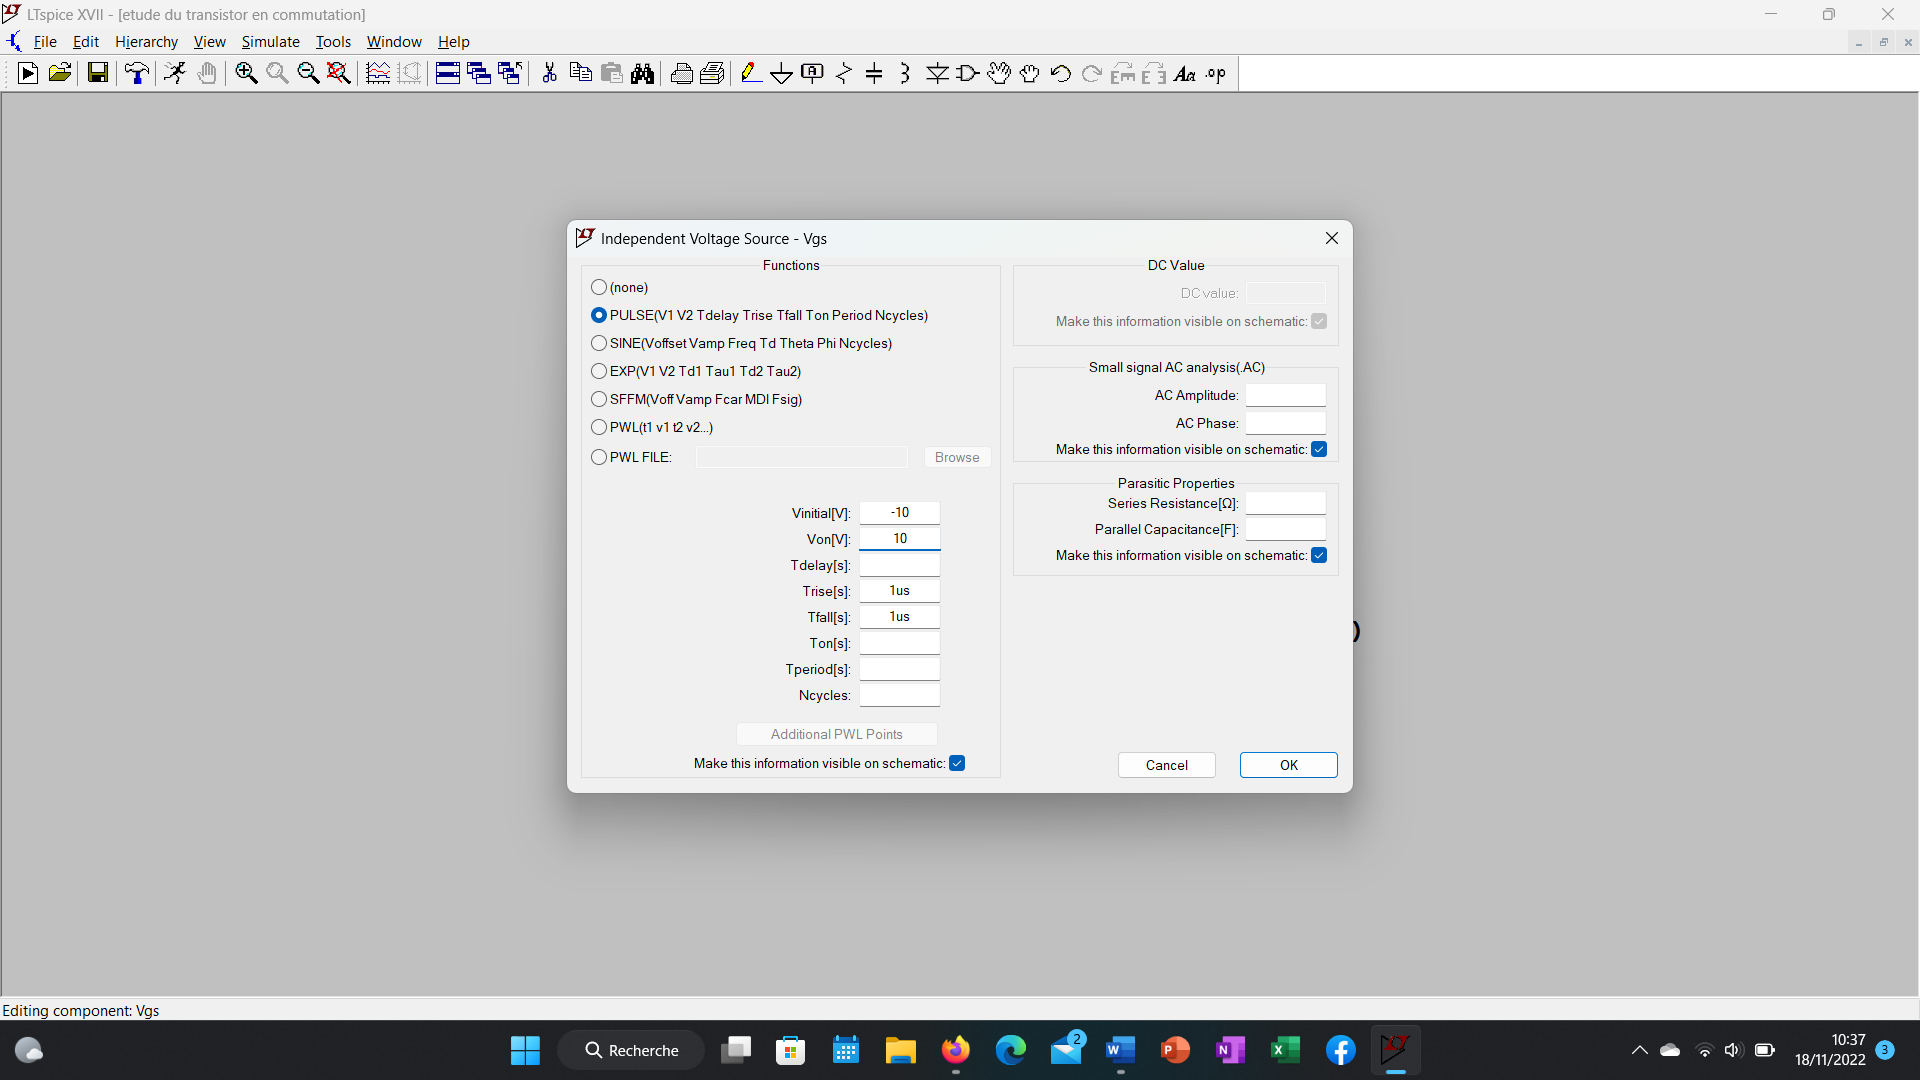 LTspice XVII - [etude du transistor en commutation]
File Edit Hierarchy View Simulate Tools Window Help
Aa .op
Independent Voltage Source - Vgs
Functions
(none)
PULSE(V1 V2 Tdelay Trise Tfall Ton Period Ncycles)
SINE(Voffset Vamp Freq Td Theta Phi Ncycles)
EXP(V1 V2 Td1 Tau1 Td2 Tau2)
SFFM(Voff Vamp Fcar MDI Fsig)
PWL(t1 v1 t2 v2...)
PWL FILE: Browse
Vinitial[V]: -10
Von[V]: 10
Tdelay[s]:
Trise[s]: 1us
Tfall[s]: 1us
Ton[s]:
Tperiod[s]:
Ncycles:
Additional PWL Points
Make this information visible on schematic:
DC Value
DC value:
Make this information visible on schematic:
Small signal AC analysis(.AC)
AC Amplitude:
AC Phase:
Make this information visible on schematic:
Parasitic Properties
Series Resistance[Ω]:
Parallel Capacitance[F]:
Make this information visible on schematic:
Cancel OK
)
Editing component: Vgs
Recherche
2
10:37
18/11/2022
3